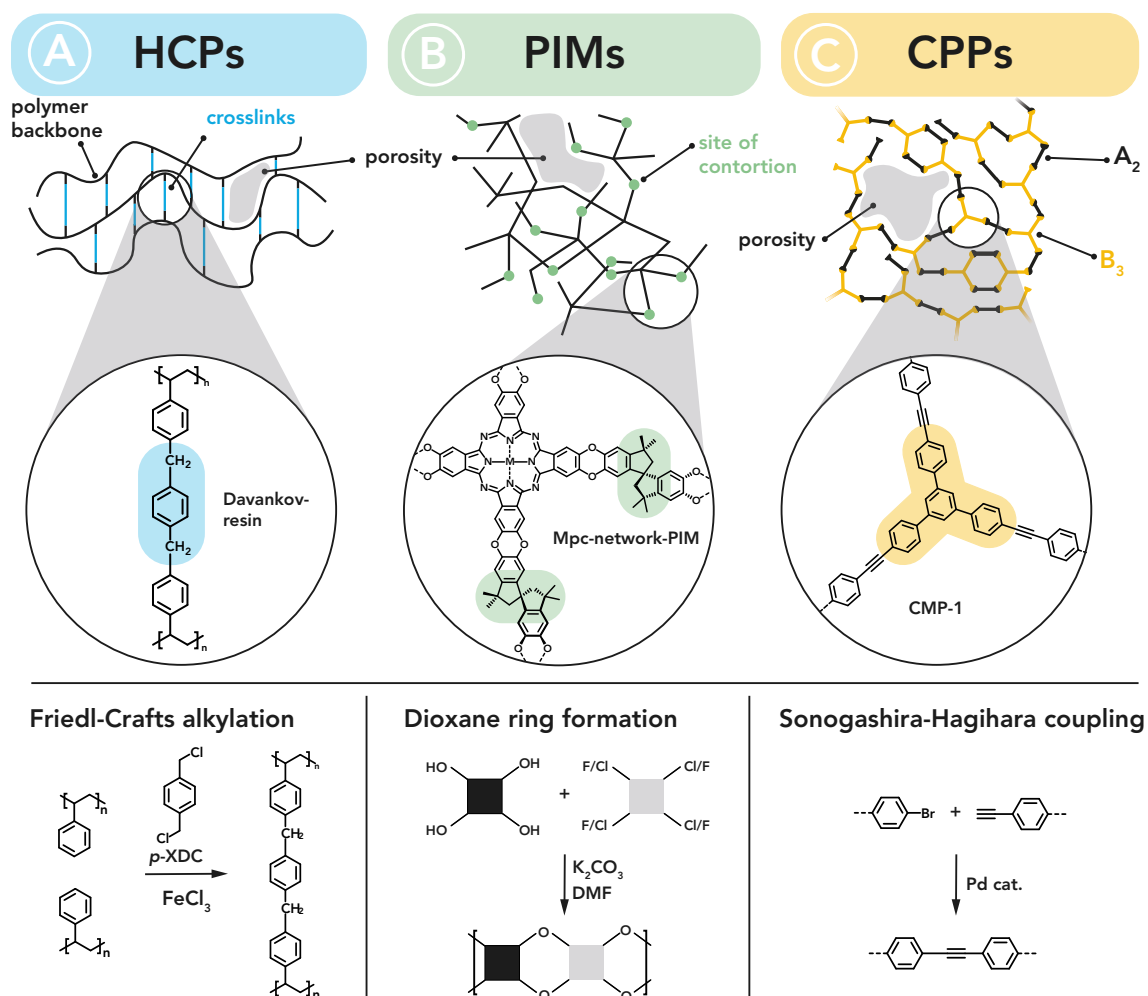 A HCPs
B PIMs
C CPPs
polymer
backbone
crosslinks
porosity
site of
contortion
porosity
A2
B3
n
CH2
CH2
n
Davankov-
resin
O O
O
O
N N N
N M N
N N N
O
O
O
O
O O
O O
O O
Mpc-network-PIM
CMP-1
Friedl-Crafts alkylation
n
n
Cl
Cl
p-XDC
FeCl3
n
CH2
CH2
n
Dioxane ring formation
HO OH
HO OH
+
F/Cl Cl/F
F/Cl Cl/F
K2CO3
DMF
O O
O O
Sonogashira-Hagihara coupling
Br +
Pd cat.